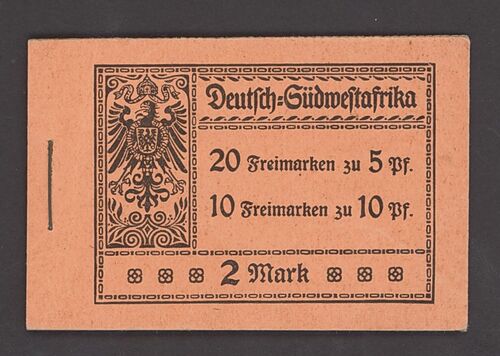 Deutsch=Südwestafrika
20 Freimarken zu 5 Pf.
10 Freimarken zu 10 Pf.
2 Mark